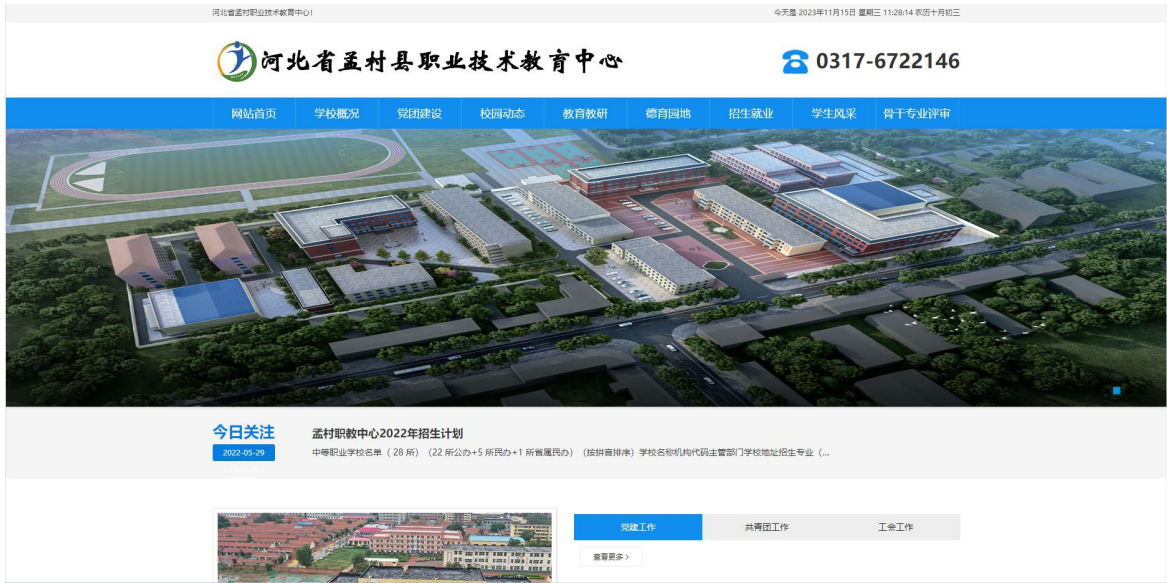 河北省孟村职业技术教育中心!
今天是 2023年11月15日 星期三 11:28:14 农历十月初三
河北省孟村县职业技术教育中心
0317-6722146
网站首页 学校概况 党团建设 校园动态 教育教研 德育园地 招生就业 学生风采 骨干专业评审
今日关注
孟村职教中心2022年招生计划
2022-05-29
中等职业学校名单（ 28 所）（22 所公办+5 所民办+1 所省属民办）（按拼音排序）学校名称机构代码主管部门学校地址招生专业（...
党建工作 共青团工作 工会工作
查看更多 >